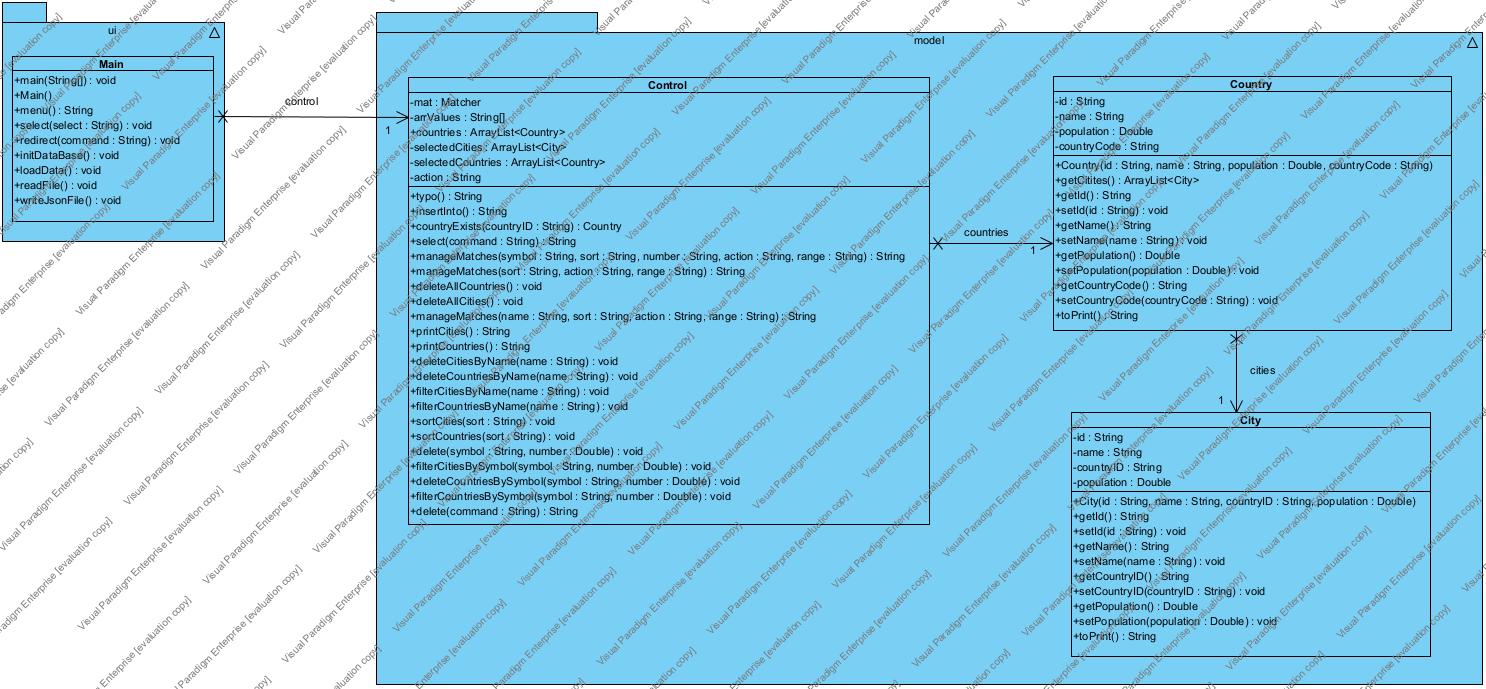 ui
Main
+main(String[]) : void
+Main()
+menu() : String
+select(select : String) : void
+redirect(command : String) : void
+initDataBase() : void
+loadData() : void
+readFile() : void
+writeJsonFile() : void
control
1
model
Control
-mat : Matcher
-arrValues : String[]
+countries : ArrayList<Country>
-selectedCities : ArrayList<City>
-selectedCountries : ArrayList<Country>
-action : String
+typo() : String
+insertInto() : String
+countryExists(countryID : String) : Country
+select(command : String) : String
+manageMatches(symbol : String, sort : String, number : String, action : String, range : String) : String
+manageMatches(sort : String, action : String, range : String) : String
+deleteAllCountries() : void
+deleteAllCities() : void
+manageMatches(name : String, sort : String, action : String, range : String) : String
+printCities() : String
+printCountries() : String
+deleteCitiesByName(name : String) : void
+deleteCountriesByName(name : String) : void
+filterCitiesByName(name : String) : void
+filterCountriesByName(name : String) : void
+sortCities(sort : String) : void
+sortCountries(sort : String) : void
+delete(symbol : String, number : Double) : void
+filterCitiesBySymbol(symbol : String, number : Double) : void
+deleteCountriesBySymbol(symbol : String, number : Double) : void
+filterCountriesBySymbol(symbol : String, number : Double) : void
+delete(command : String) : String
countries
1
Country
-id : String
-name : String
-population : Double
-countryCode : String
+Country(id : String, name : String, population : Double, countryCode : String)
+getCitites() : ArrayList<City>
+getId() : String
+setId(id : String) : void
+getName() : String
+setName(name : String) : void
+getPopulation() : Double
+setPopulation(population : Double) : void
+getCountryCode() : String
+setCountryCode(countryCode : String) : void
+toPrint() : String
cities
1
City
-id : String
-name : String
-countryID : String
-population : Double
+City(id : String, name : String, countryID : String, population : Double)
+getId() : String
+setId(id : String) : void
+getName() : String
+setName(name : String) : void
+getCountryID() : String
+setCountryID(countryID : String) : void
+getPopulation() : Double
+setPopulation(population : Double) : void
+toPrint() : String
Visual Paradigm Enterprise [evaluation copy]